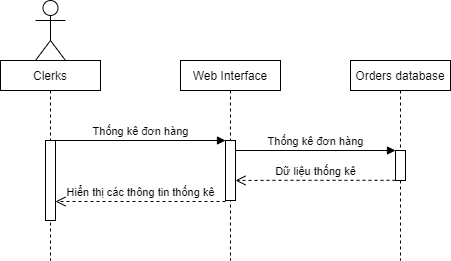 Clerks
Web Interface
Orders database
Thống kê đơn hàng
Thống kê đơn hàng
Dữ liệu thống kê
Hiển thị các thông tin thống kê